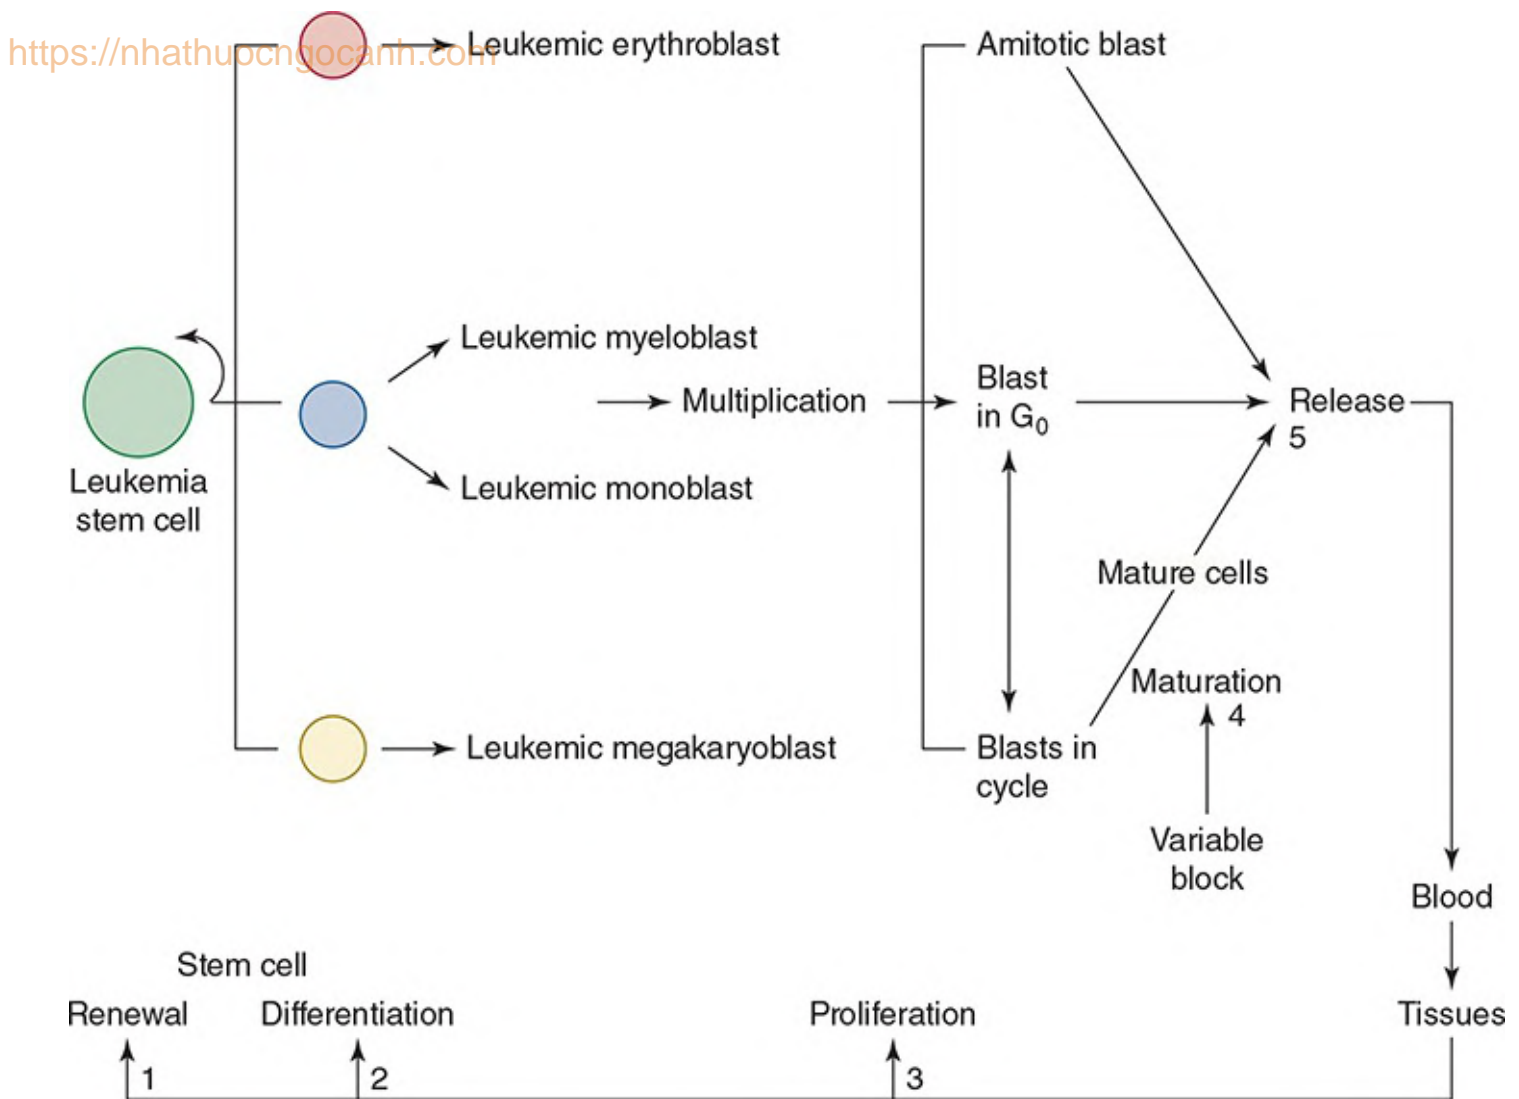 https://nhathuocngocanh.com
Leukemic erythroblast
Amitotic blast
Leukemic myeloblast
Leukemic monoblast
Multiplication
Blast
in G₀
Release
5
Leukemia
stem cell
Mature cells
Maturation
4
Leukemic megakaryoblast
Blasts in
cycle
Variable
block
Blood
Stem cell
Renewal
Differentiation
Proliferation
Tissues
1
2
3